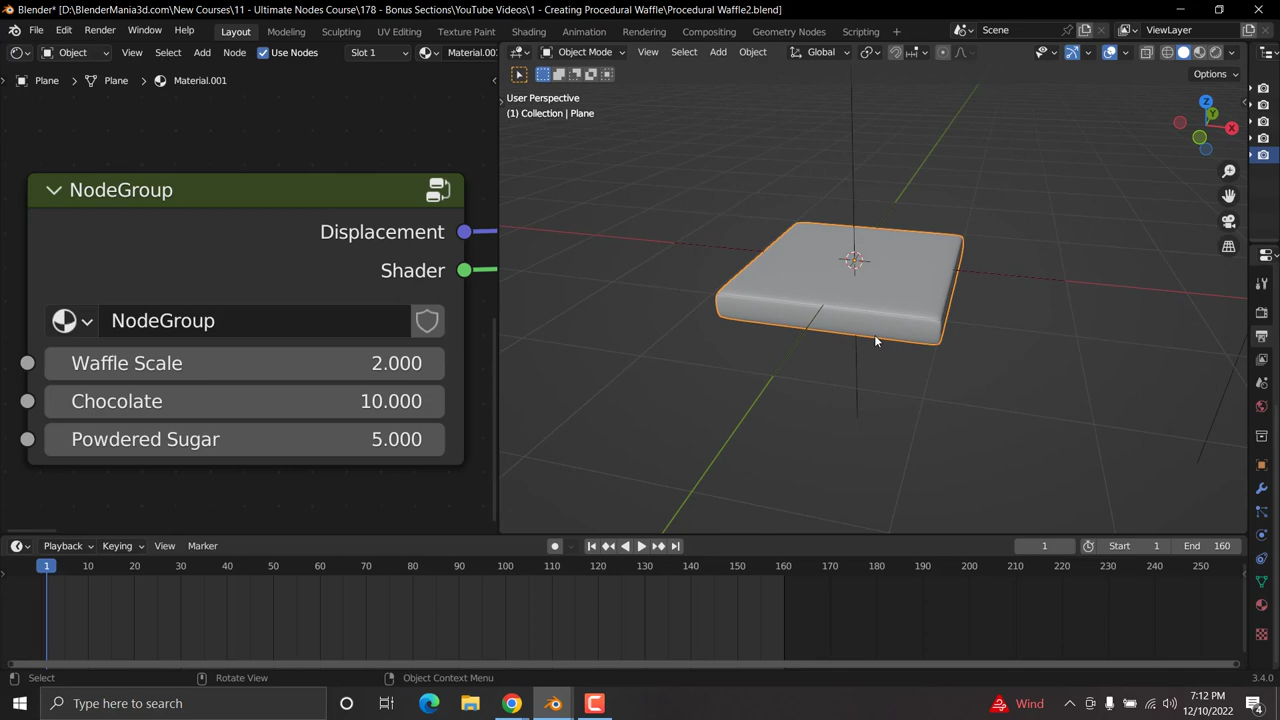 Blender* [D:\BlenderMania3d.com\New Courses\11 - Ultimate Nodes Course\178 - Bonus Sections\YouTube Videos\1 - Creating Procedural Waffle\Procedural Waffle2.blend]
File Edit Render Window Help Layout Modeling Sculpting UV Editing Texture Paint Shading Animation Rendering Compositing Geometry Nodes Scripting Scene ViewLayer
Object View Select Add Node Use Nodes Slot 1 Material.00
Object Mode View Select Add Object Global
Options
Plane Plane Material.001
User Perspective
(1) Collection | Plane
Z
Y
X
NodeGroup
Displacement
Shader
NodeGroup
Waffle Scale 2.000
Chocolate 10.000
Powdered Sugar 5.000
Playback Keying View Marker 1 Start 1 End 160
1 10 20 30 40 50 60 70 80 90 100 110 120 130 140 150 160 170 180 190 200 210 220 230 240 250
Select Rotate View Object Context Menu 3.4.0
Type here to search
Wind
7:12 PM
12/10/2022
4